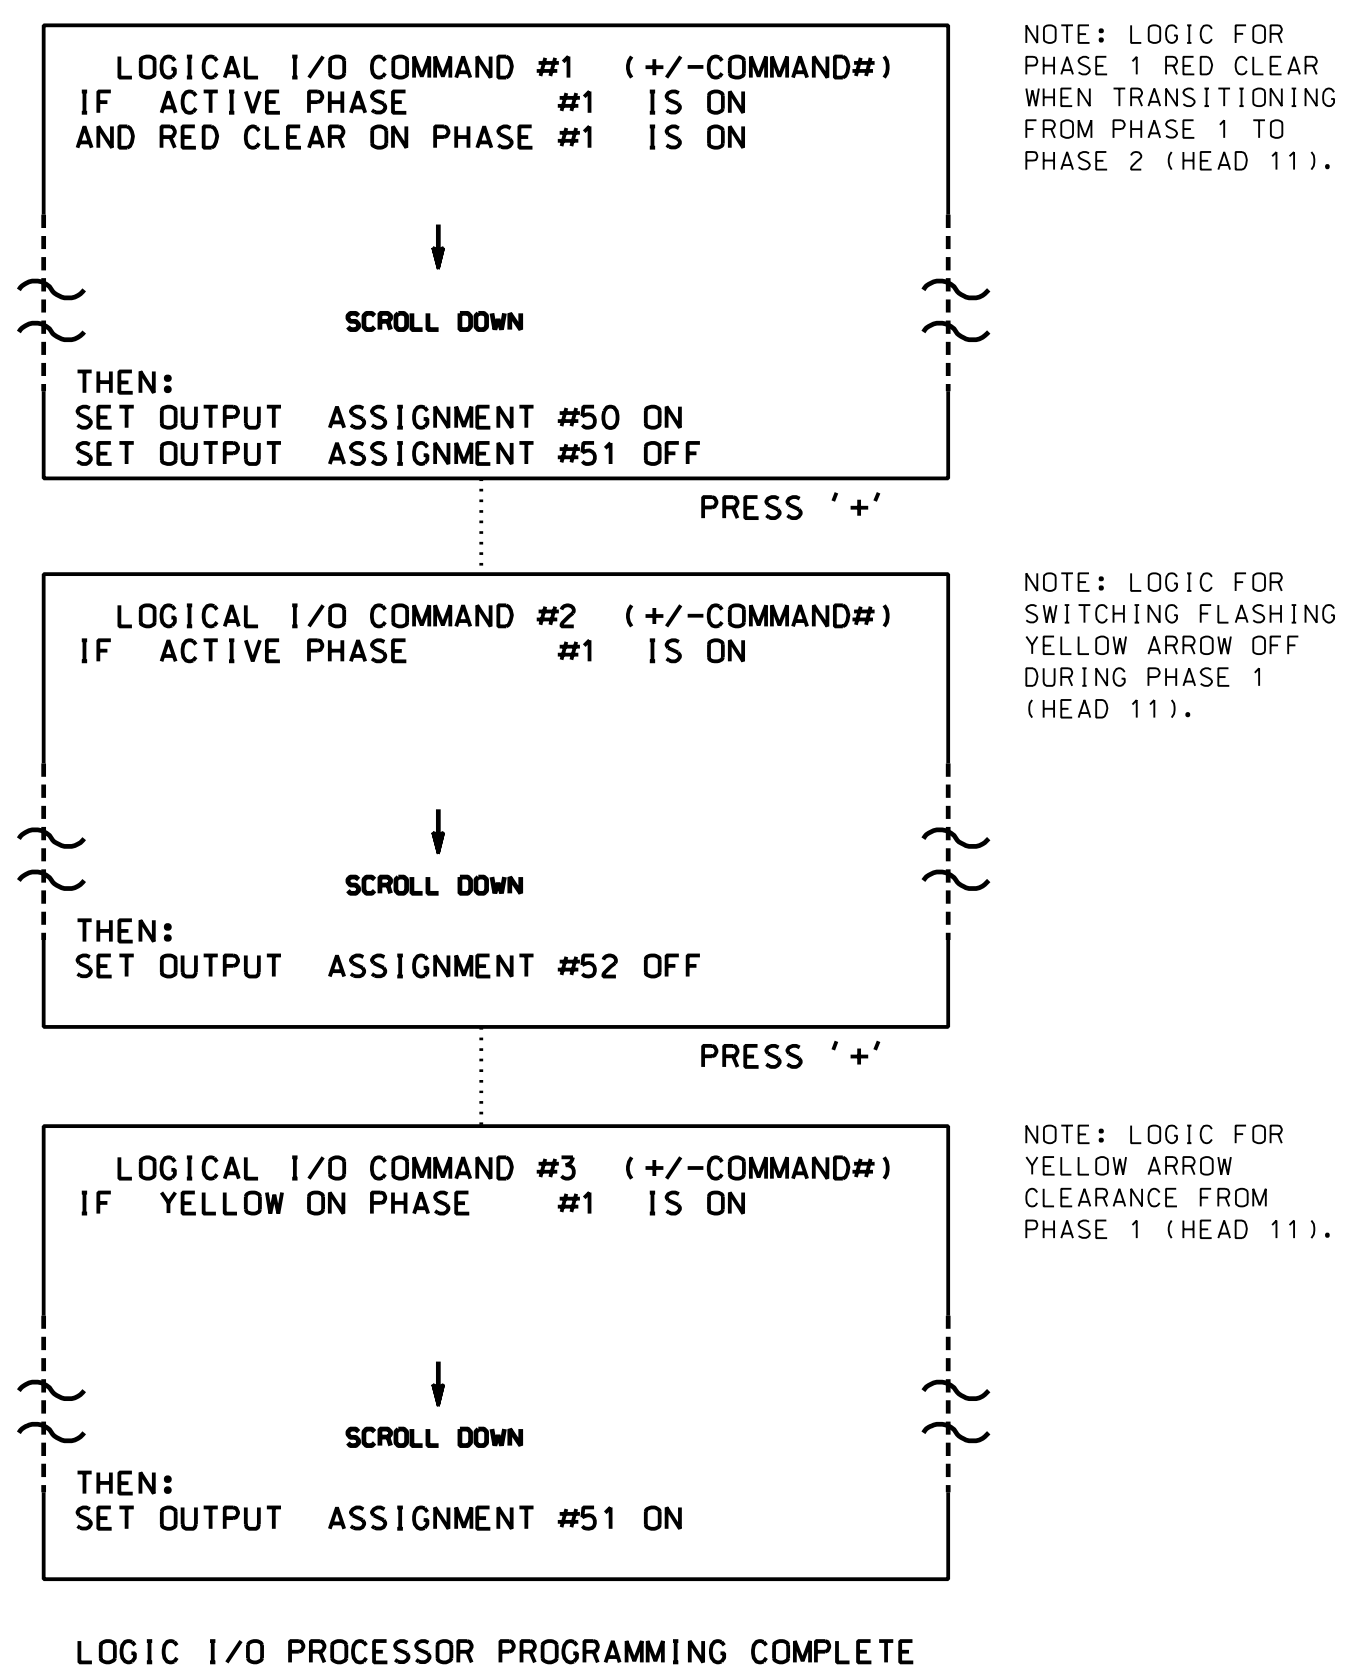 LOGICAL I/O COMMAND #1 (+/-COMMAND#)
IF ACTIVE PHASE #1 IS ON
AND RED CLEAR ON PHASE #1 IS ON
SCROLL DOWN
THEN:
SET OUTPUT ASSIGNMENT #50 ON
SET OUTPUT ASSIGNMENT #51 OFF
PRESS '+'
NOTE: LOGIC FOR
PHASE 1 RED CLEAR
WHEN TRANSITIONING
FROM PHASE 1 TO
PHASE 2 (HEAD 11).
LOGICAL I/O COMMAND #2 (+/-COMMAND#)
IF ACTIVE PHASE #1 IS ON
SCROLL DOWN
THEN:
SET OUTPUT ASSIGNMENT #52 OFF
PRESS '+'
NOTE: LOGIC FOR
SWITCHING FLASHING
YELLOW ARROW OFF
DURING PHASE 1
(HEAD 11).
LOGICAL I/O COMMAND #3 (+/-COMMAND#)
IF YELLOW ON PHASE #1 IS ON
SCROLL DOWN
THEN:
SET OUTPUT ASSIGNMENT #51 ON
NOTE: LOGIC FOR
YELLOW ARROW
CLEARANCE FROM
PHASE 1 (HEAD 11).
LOGIC I/O PROCESSOR PROGRAMMING COMPLETE